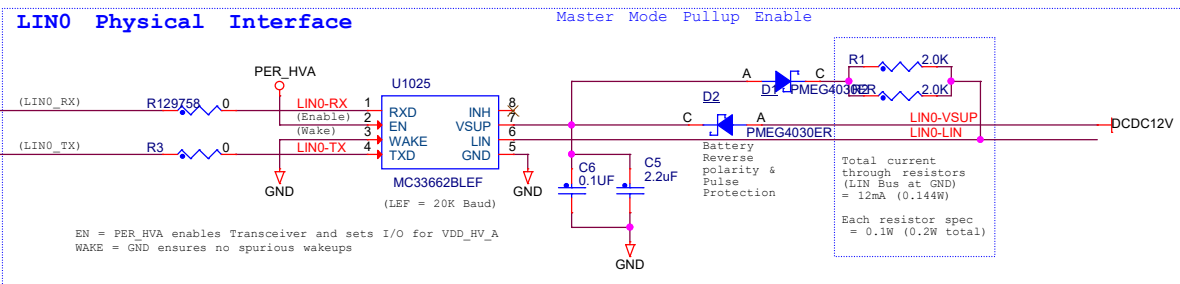 LIN0 Physical Interface
Master Mode Pullup Enable
PER_HVA
U1025
A
C
R1
2.0K
D1
PMEG4030ER
R2
2.0K
(LIN0_RX)
R129758
0
LIN0-RX
1
RXD
INH
8
(Enable)
2
EN
VSUP
7
C
D2
A
LIN0-VSUP
DCDC12V
(Wake)
3
WAKE
LIN
6
PMEG4030ER
LIN0-LIN
(LIN0_TX)
R3
0
LIN0-TX
4
TXD
GND
5
MC33662BLEF
(LEF = 20K Baud)
GND
GND
C6
0.1UF
C5
2.2uF
GND
Battery
Reverse
polarity &
Pulse
Protection
Total current
through resistors
(LIN Bus at GND)
= 12mA (0.144W)
Each resistor spec
= 0.1W (0.2W total)
EN = PER_HVA enables Transceiver and sets I/O for VDD_HV_A
WAKE = GND ensures no spurious wakeups